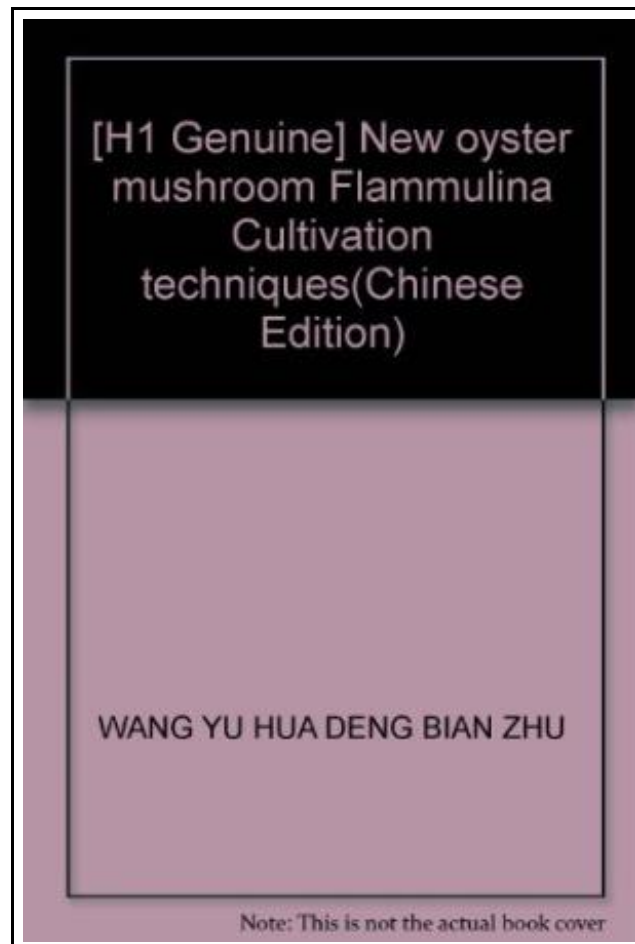 [H1 Genuine] New oyster
mushroom Flammulina
Cultivation
techniques(Chinese
Edition)
WANG YU HUA DENG BIAN ZHU
Note: This is not the actual book cover